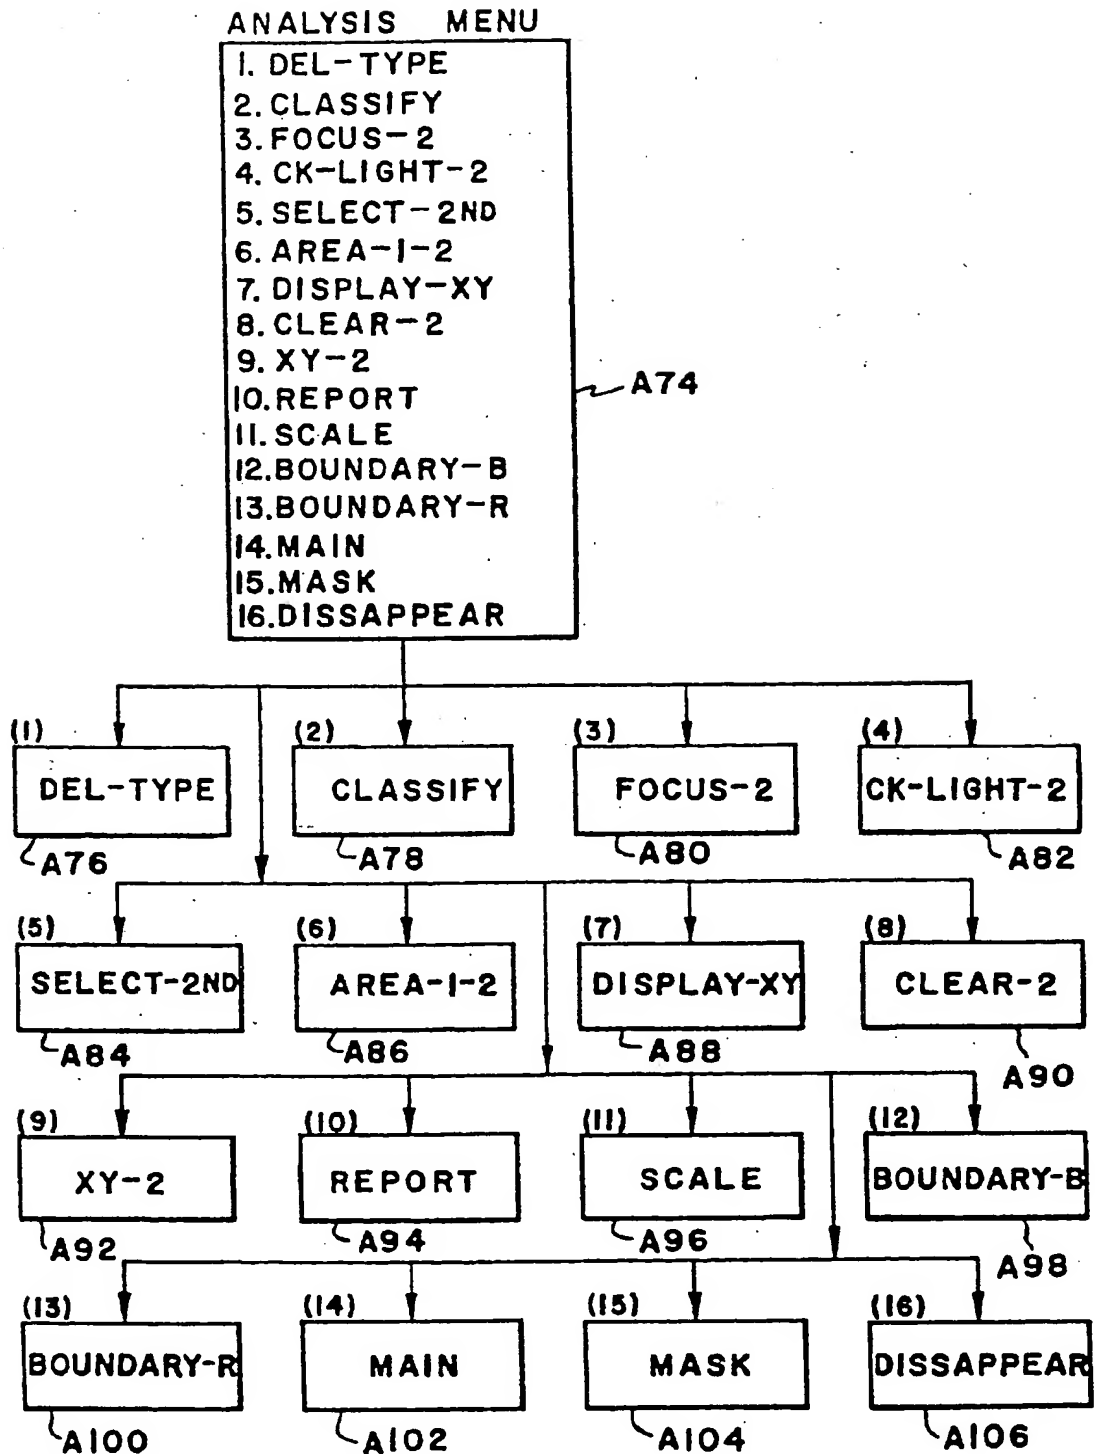 ANALYSIS MENU
1. DEL-TYPE
2. CLASSIFY
3. FOCUS-2
4. CK-LIGHT-2
5. SELECT-2ND
6. AREA-1-2
7. DISPLAY-XY
8. CLEAR-2
9. XY-2
10. REPORT
11. SCALE
12. BOUNDARY-B
13. BOUNDARY-R
14. MAIN
15. MASK
16. DISSAPPEAR
A74
(1) (2) (3) (4)
DEL-TYPE CLASSIFY FOCUS-2 CK-LIGHT-2
A76 A78 A80 A82
(5) (6) (7) (8)
SELECT-2ND AREA-1-2 DISPLAY-XY CLEAR-2
A84 A86 A88 A90
(9) (10) (11) (12)
XY-2 REPORT SCALE BOUNDARY-B
A92 A94 A96 A98
(13) (14) (15) (16)
BOUNDARY-R MAIN MASK DISSAPPEAR
A100 A102 A104 A106